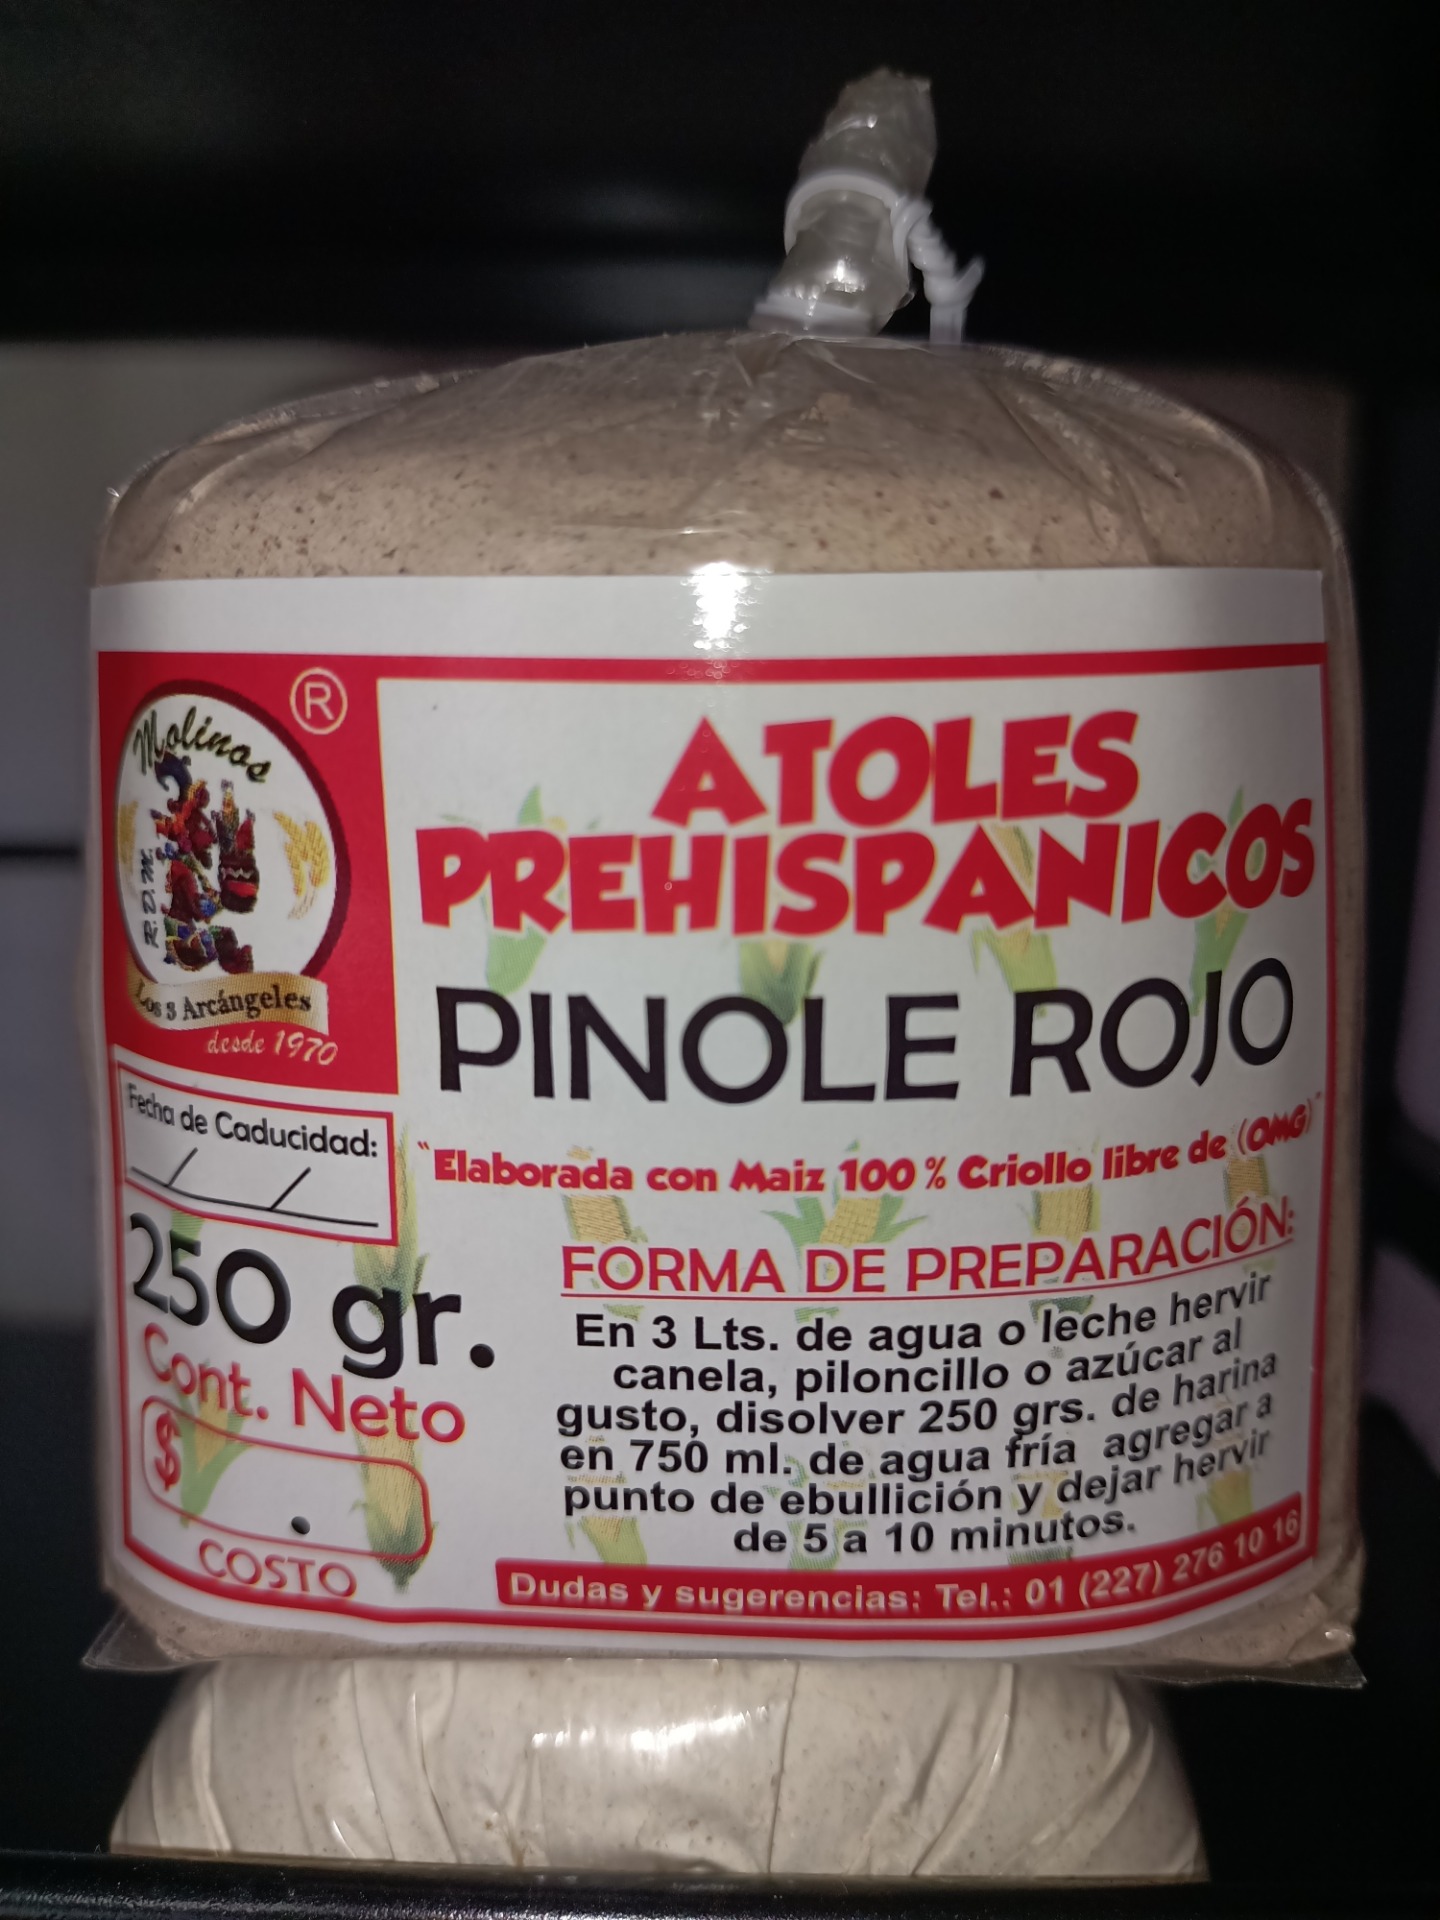 Molinos
®
R.D.M.
Los 3 Arcángeles
desde 1970
ATOLES
PREHISPANICOS
PINOLE ROJO
"Elaborada con Maiz 100 % Criollo libre de (OMG)"
Fecha de Caducidad:
/ /
250 gr.
Cont. Neto
$ .
COSTO
FORMA DE PREPARACIÓN:
En 3 Lts. de agua o leche hervir
canela, piloncillo o azúcar al
gusto, disolver 250 grs. de harina
en 750 ml. de agua fría agregar a
punto de ebullición y dejar hervir
de 5 a 10 minutos.
Dudas y sugerencias: Tel.: 01 (227) 276 10 16